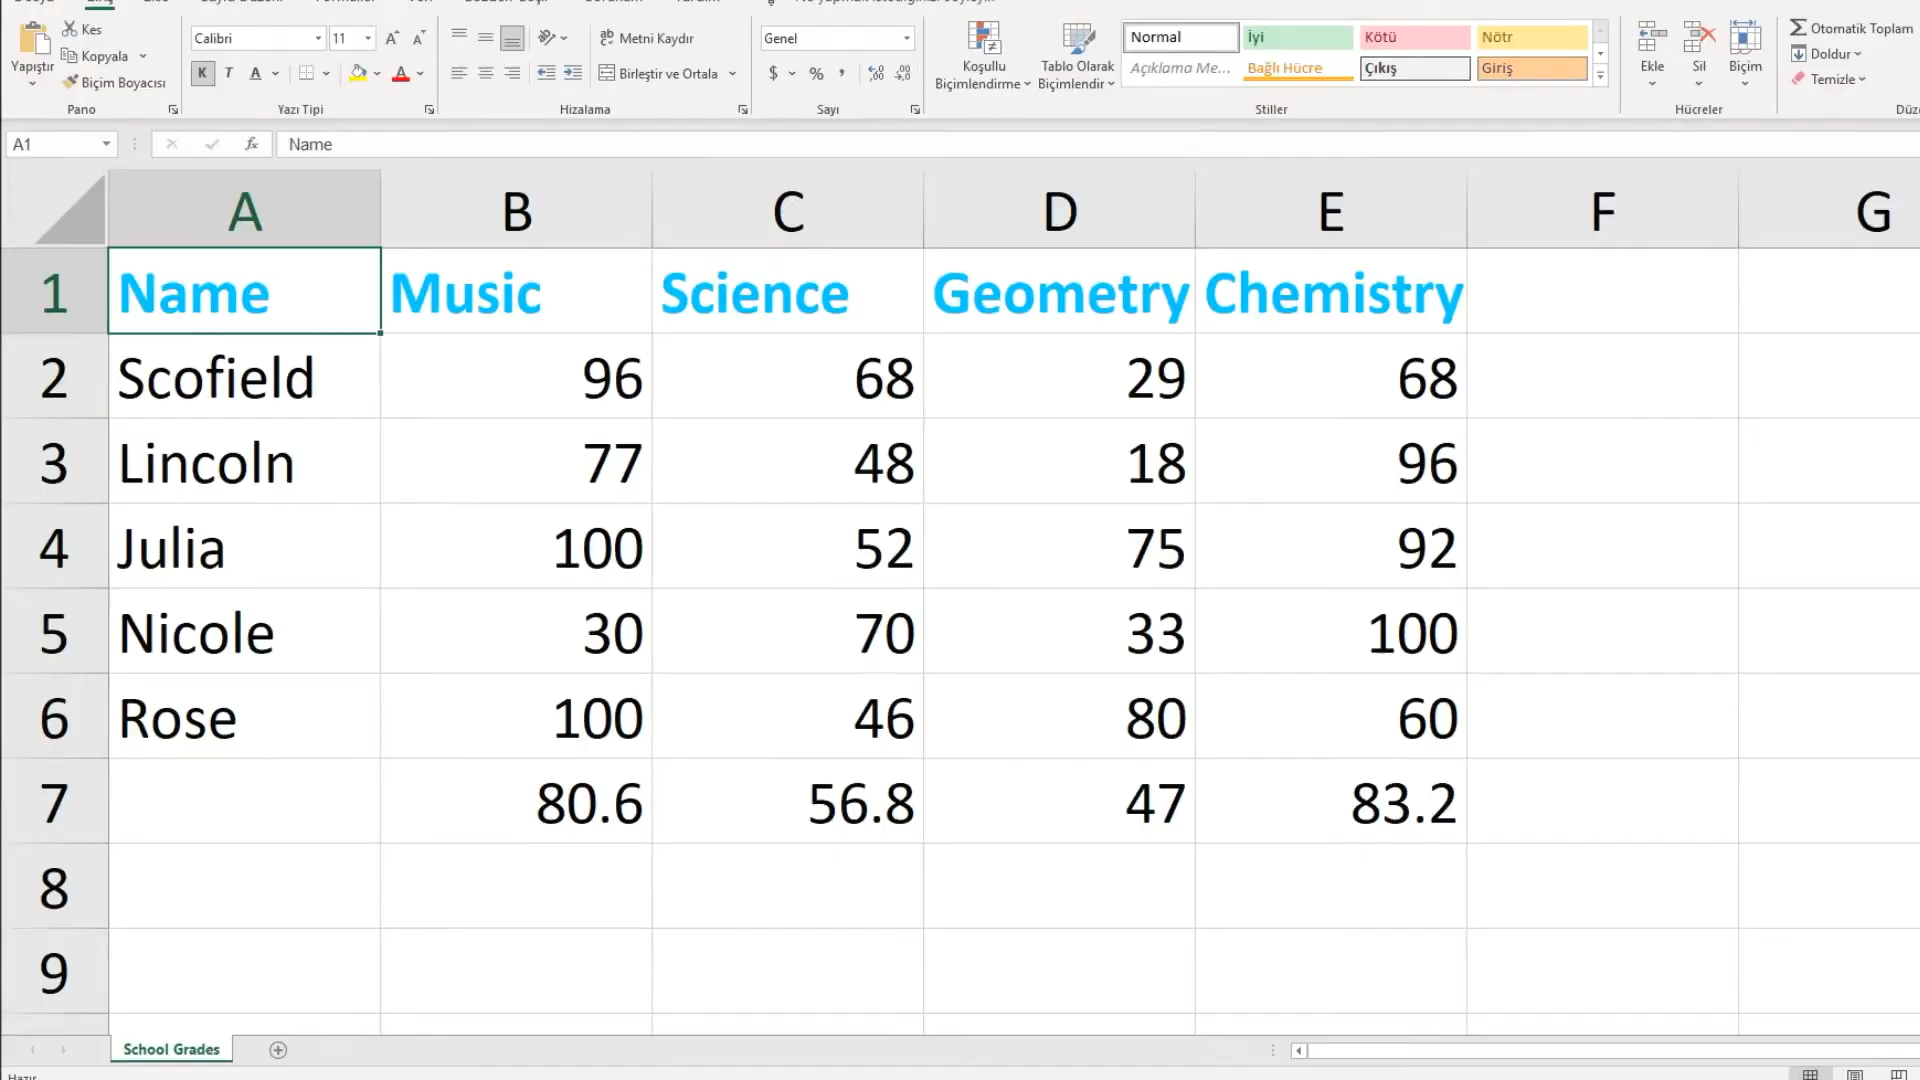 Kes
Kopyala
Yapıştır
Biçim Boyacısı
Pano
Calibri 11
K T A
A
Yazı Tipi
Metni Kaydır
Birleştir ve Ortala
Hizalama
Genel
$ %
Sayı
Koşullu
Biçimlendirme
Tablo Olarak
Biçimlendir
Normal İyi Kötü Nötr
Açıklama Me... Bağlı Hücre Çıkış Giriş
Stiller
Ekle Sil Biçim
Hücreler
Otomatik Toplam
Doldur
Temizle
A1 fx Name
A B C D E F G
1 Name Music Science Geometry Chemistry
2 Scofield 96 68 29 68
3 Lincoln 77 48 18 96
4 Julia 100 52 75 92
5 Nicole 30 70 33 100
6 Rose 100 46 80 60
7 80.6 56.8 47 83.2
8
9
School Grades